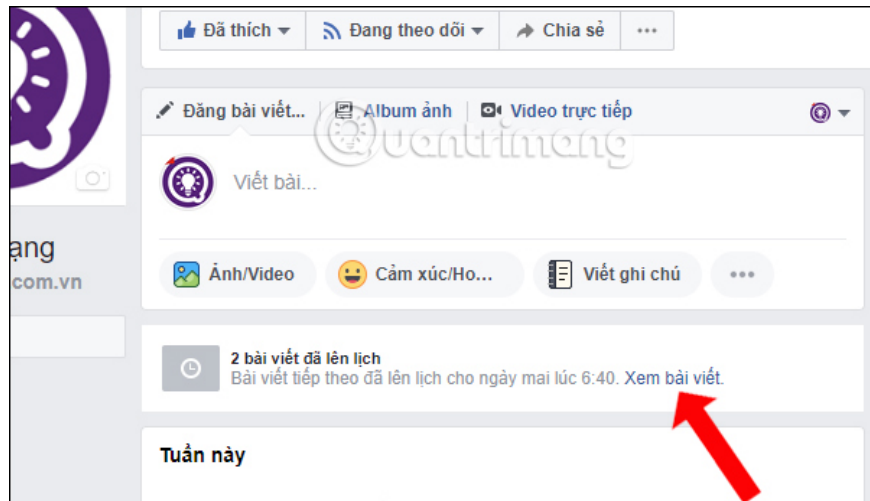 Đã thích Đang theo dõi Chia sẻ ...
Đăng bài viết... Album ảnh Video trực tiếp
Quantrimang
Viết bài...
ạng
com.vn
Ảnh/Video Cảm xúc/Ho... Viết ghi chú ...
2 bài viết đã lên lịch
Bài viết tiếp theo đã lên lịch cho ngày mai lúc 6:40. Xem bài viết.
Tuần này